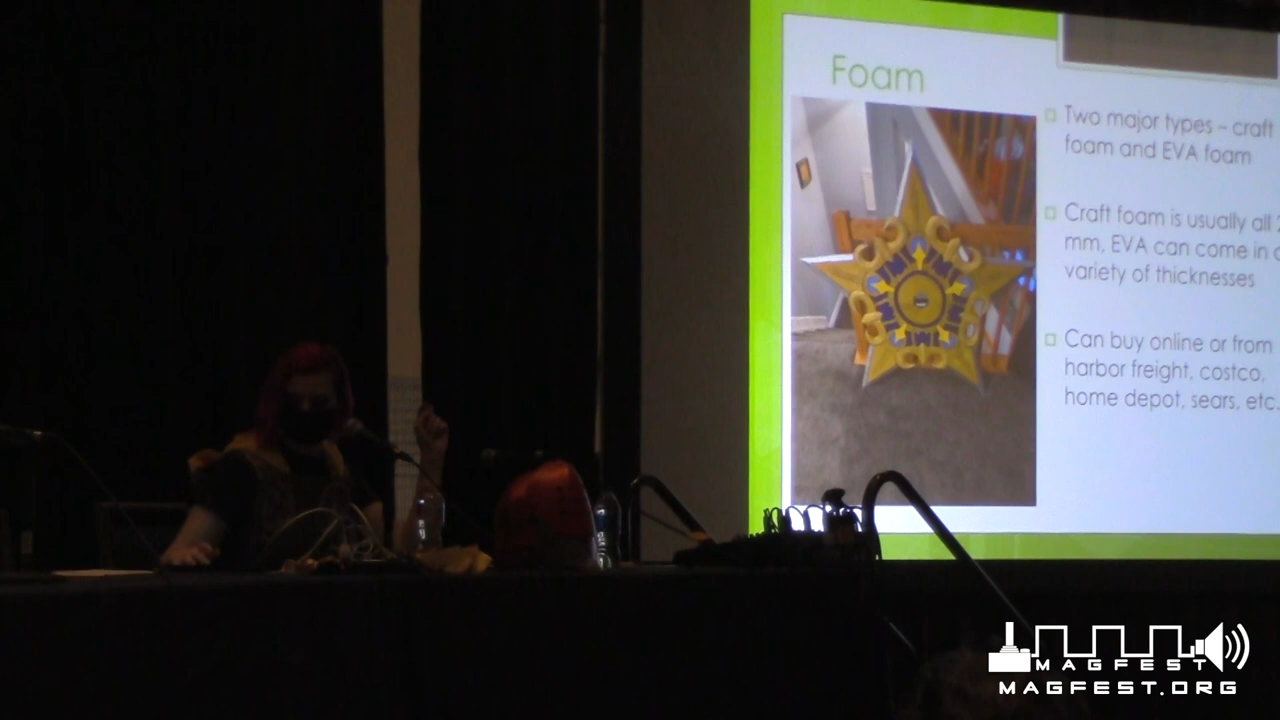 Foam
Two major types – craft
foam and EVA foam
Craft foam is usually all
mm, EVA can come in
variety of thicknesses
Can buy online or from
harbor freight, costco,
home depot, sears, etc.
MAGFEST
MAGFEST.ORG